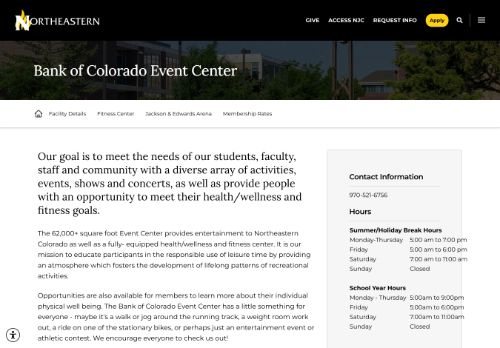 NORTHEASTERN
GIVE ACCESS NJC REQUEST INFO Apply
Bank of Colorado Event Center
Facility Details Fitness Center Jackson & Edwards Arena Membership Rates
Our goal is to meet the needs of our students, faculty,
staff and community with a diverse array of activities,
events, shows and concerts, as well as provide people
with an opportunity to meet their health/wellness and
fitness goals.
The 62,000+ square foot Event Center provides entertainment to Northeastern
Colorado as well as a fully- equipped health/wellness and fitness center. It is our
mission to educate participants in the responsible use of leisure time by providing
an atmosphere which fosters the development of lifelong patterns of recreational
activities.
Opportunities are also available for members to learn more about their individual
physical well being. The Bank of Colorado Event Center has a little something for
everyone - maybe it's a walk or jog around the running track, a weight room work
out, a ride on one of the stationary bikes, or perhaps just an entertainment event or
athletic contest. We encourage everyone to check us out!
Contact Information
970-521-6756
Hours
Summer/Holiday Break Hours
Monday-Thursday 5:00 am to 7:00 pm
Friday 5:00 am to 6:00 pm
Saturday 7:00 am to 11:00 am
Sunday Closed
School Year Hours
Monday - Thursday 5:00am to 9:00pm
Friday 5:00am to 6:00pm
Saturday 7:00am to 11:00am
Sunday Closed